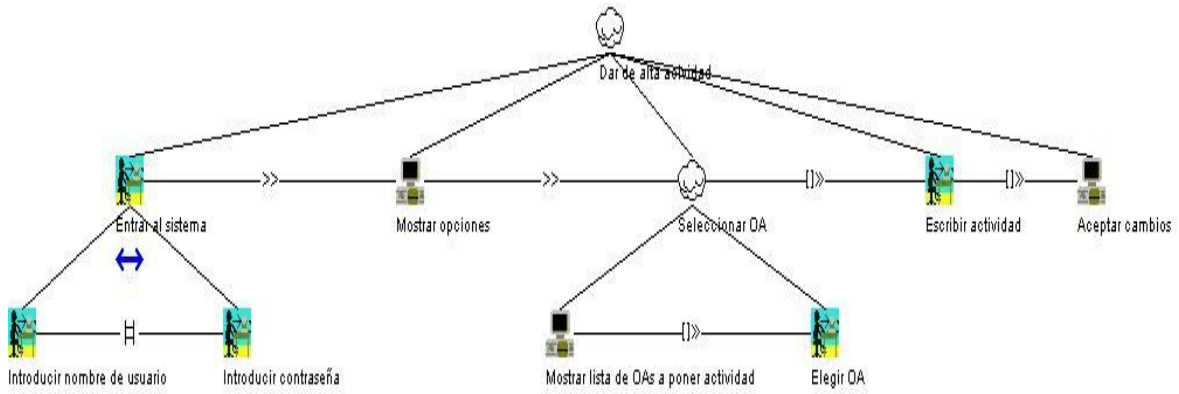 Dar de alta actividad
>>
>>
[]>>
[]>>
Entrar al sistema
Mostrar opciones
Seleccionar OA
Escribir actividad
Aceptar cambios
|=|
[]>>
Introducir nombre de usuario
Introducir contraseña
Mostrar lista de OAs a poner actividad
Elegir OA